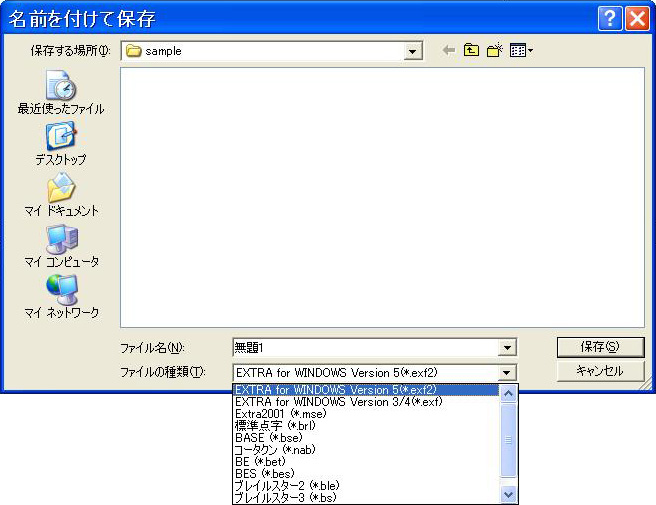 名前を付けて保存
保存する場所(I):
sample
最近使ったファイル
デスクトップ
マイ ドキュメント
マイ コンピュータ
マイ ネットワーク
ファイル名(N):
無題1
保存(S)
ファイルの種類(T):
EXTRA for WINDOWS Version 5(*.exf2)
キャンセル
EXTRA for WINDOWS Version 5(*.exf2)
EXTRA for WINDOWS Version 3/4(*.exf)
Extra2001 (*.mse)
標準点字 (*.brl)
BASE (*.bse)
コータクン (*.nab)
BE (*.bet)
BES (*.bes)
ブレイルスター2 (*.ble)
ブレイルスター3 (*.bs)